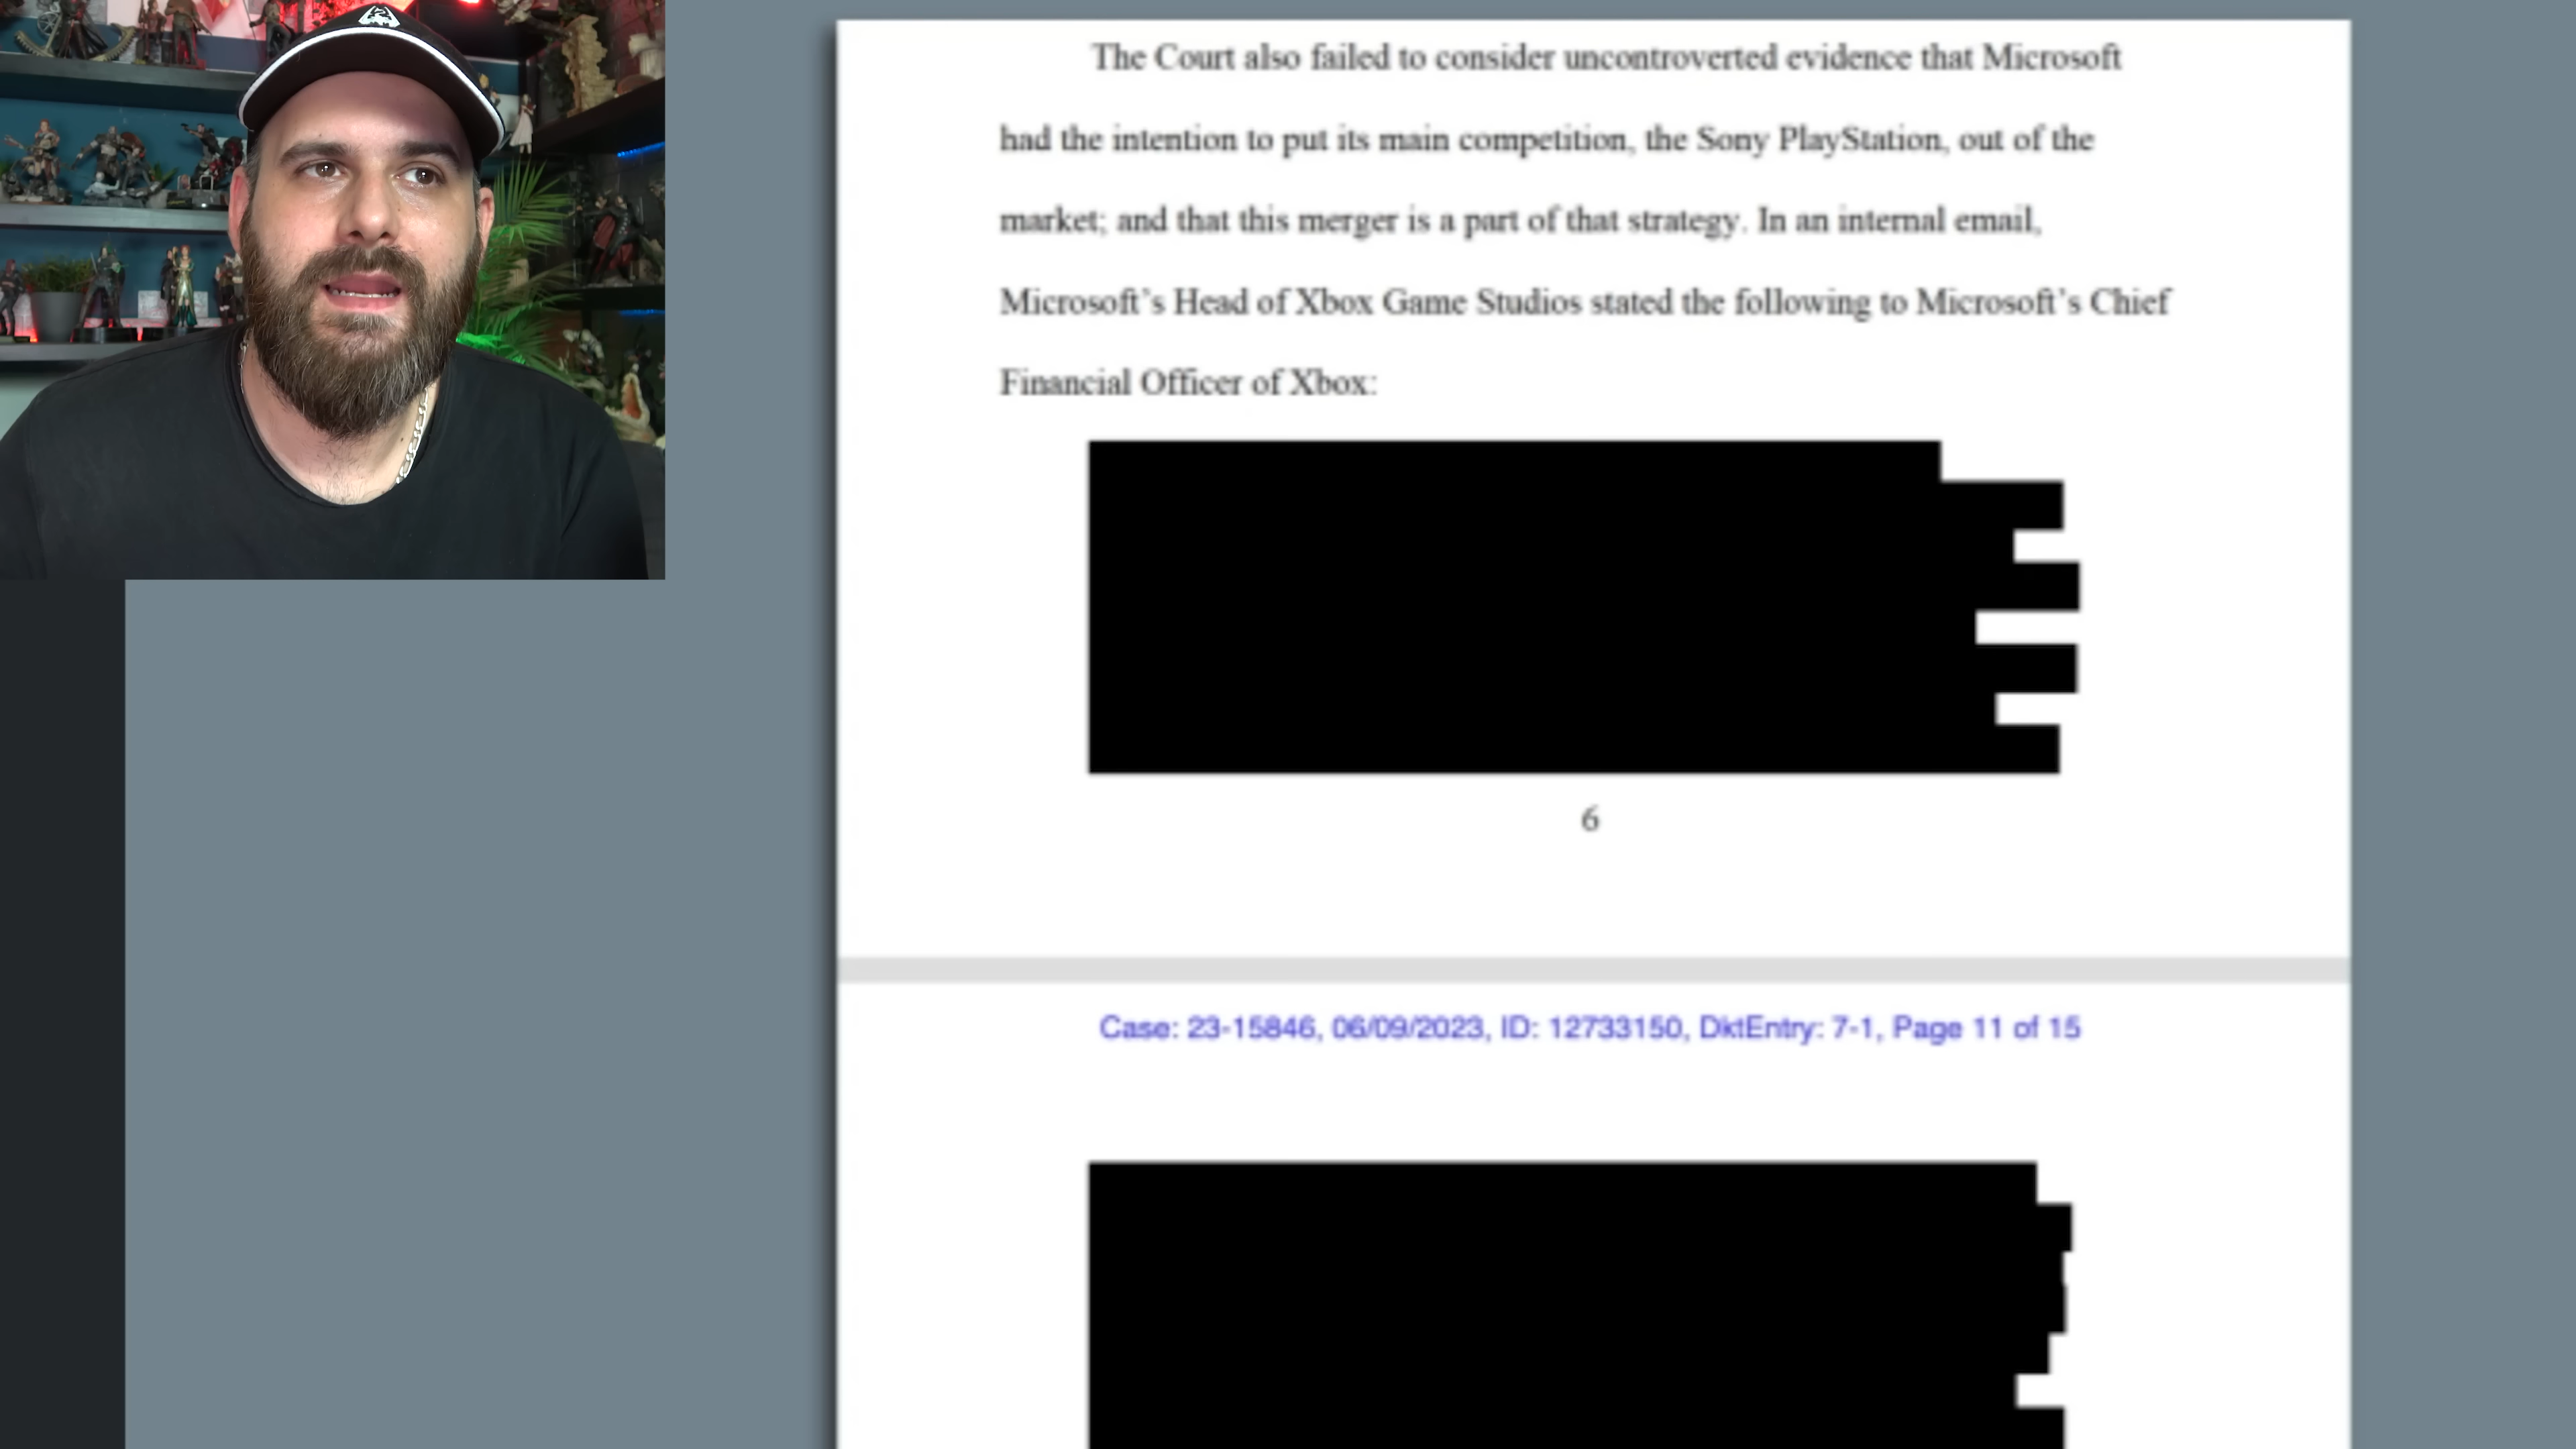 The Court also failed to consider uncontroverted evidence that Microsoft
had the intention to put its main competition, the Sony PlayStation, out of the
market; and that this merger is a part of that strategy. In an internal email,
Microsoft’s Head of Xbox Game Studios stated the following to Microsoft’s Chief
Financial Officer of Xbox:
6
Case: 23-15846, 06/09/2023, ID: 12733150, DktEntry: 7-1, Page 11 of 15